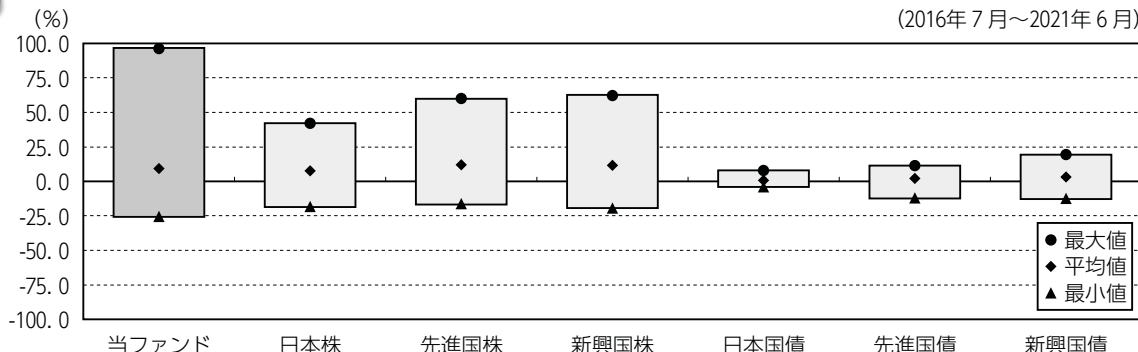 (%)
(2016年7月～2021年6月)
100.0
75.0
50.0
25.0
0.0
-25.0
-50.0
-75.0
-100.0
● 最大値
◆ 平均値
▲ 最小値
当ファンド 日本株 先進国株 新興国株 日本国債 先進国債 新興国債